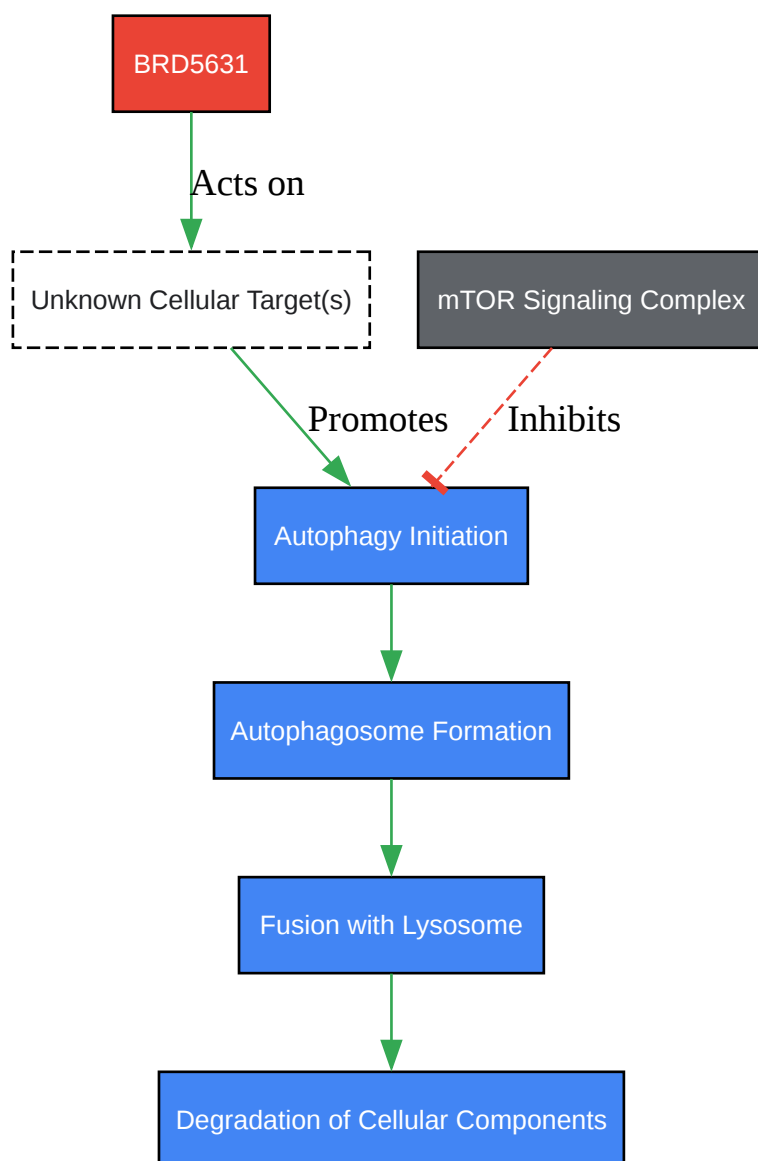 BRD5631
Acts on
Unknown Cellular Target(s)
mTOR Signaling Complex
Promotes
Inhibits
Autophagy Initiation
Autophagosome Formation
Fusion with Lysosome
Degradation of Cellular Components